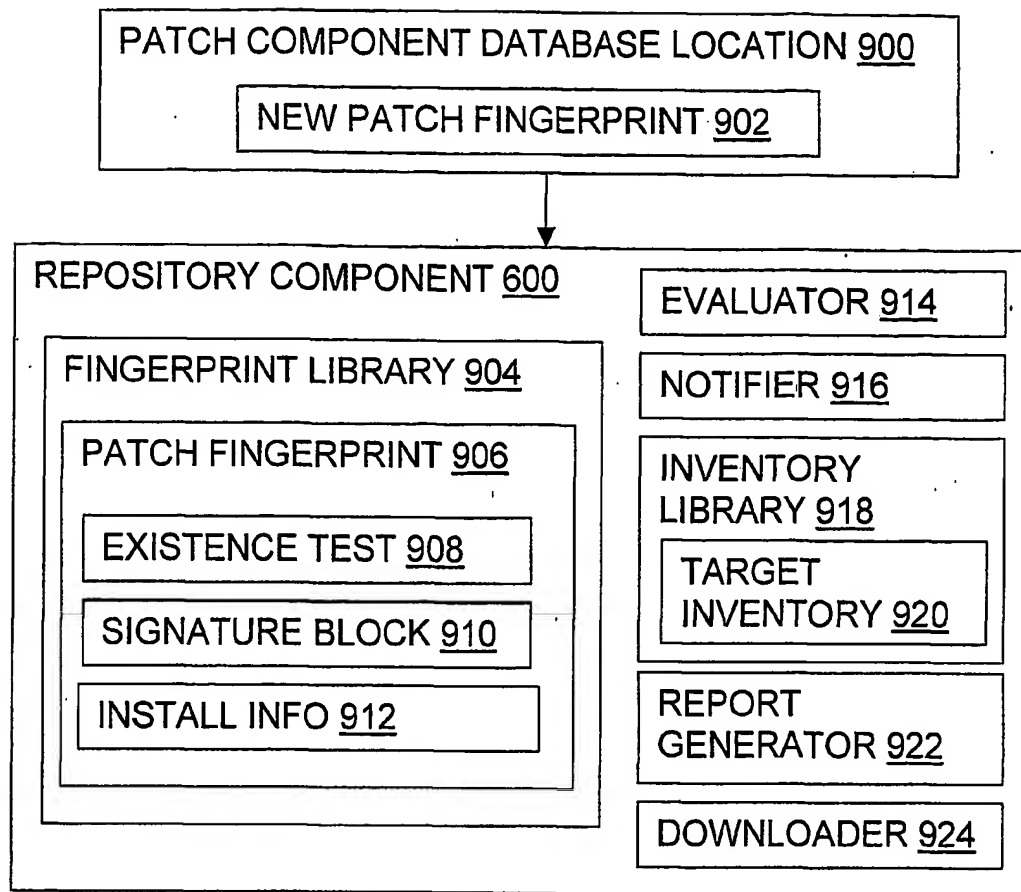 PATCH COMPONENT DATABASE LOCATION 900
NEW PATCH FINGERPRINT 902
REPOSITORY COMPONENT 600
FINGERPRINT LIBRARY 904
PATCH FINGERPRINT 906
EXISTENCE TEST 908
SIGNATURE BLOCK 910
INSTALL INFO 912
EVALUATOR 914
NOTIFIER 916
INVENTORY
LIBRARY 918
TARGET
INVENTORY 920
REPORT
GENERATOR 922
DOWNLOADER 924